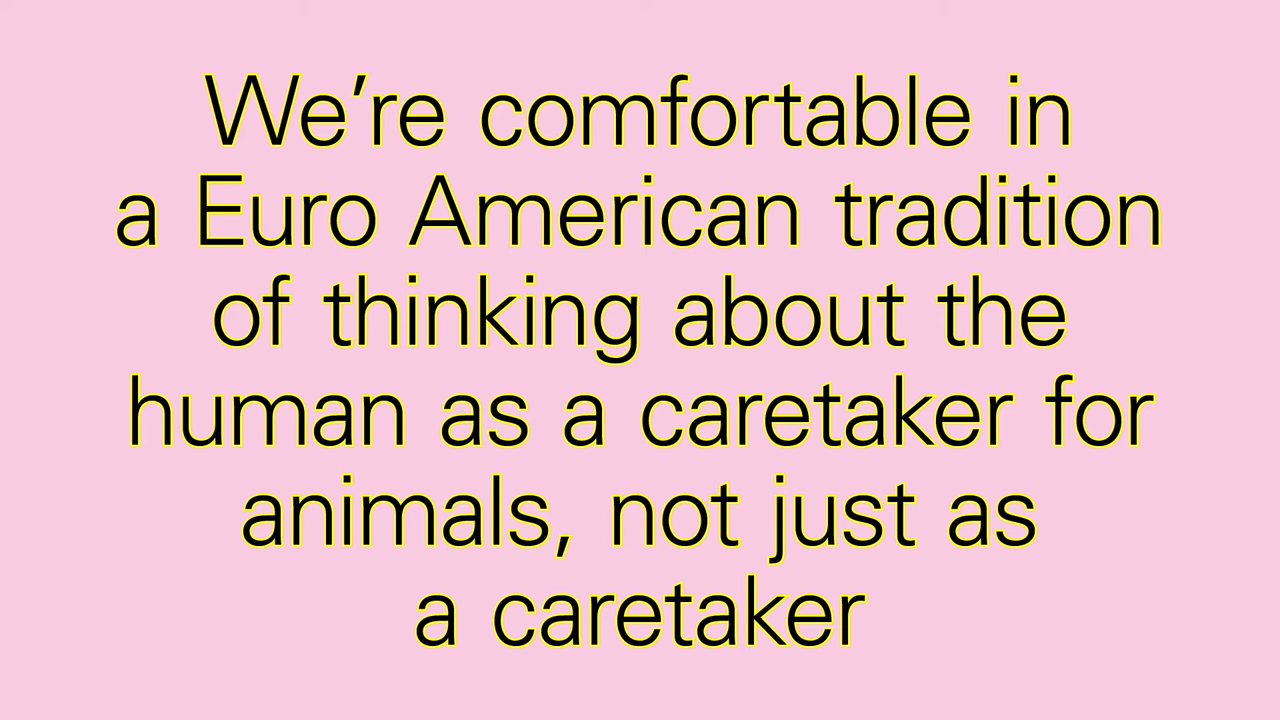 We’re comfortable in
a Euro American tradition
of thinking about the
human as a caretaker for
animals, not just as
a caretaker